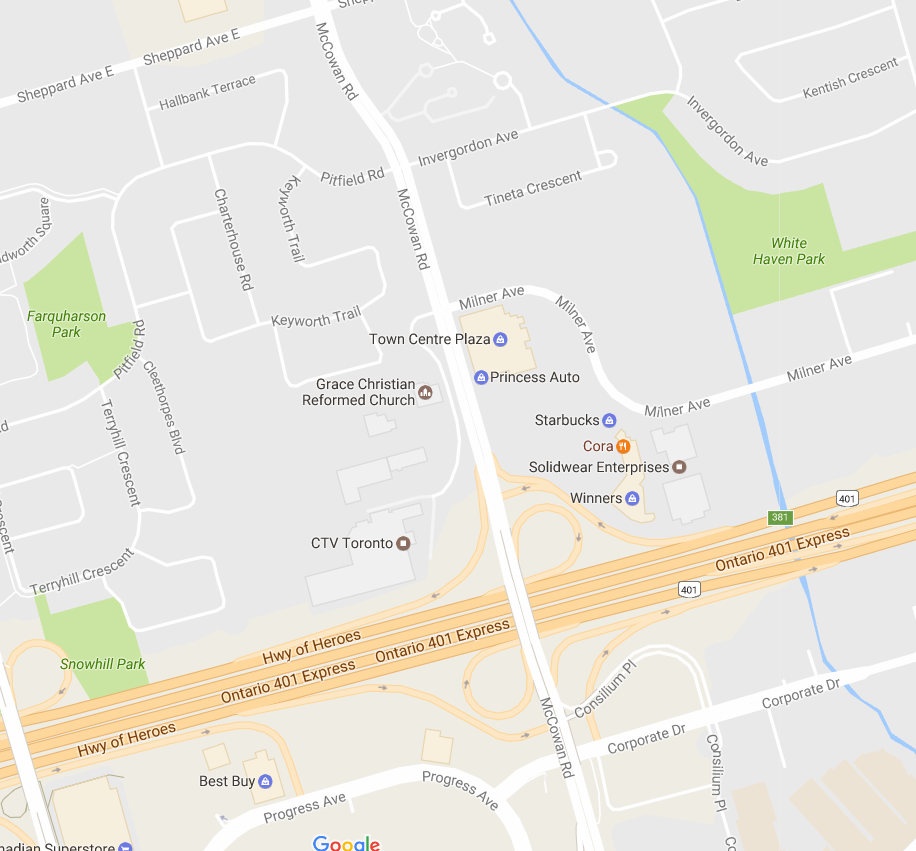 Sheppard Ave E
Sheppard Ave E
McCowan Rd
Hallbank Terrace
Kentish Crescent
Invergordon Ave
Invergordon Ave
Pitfield Rd
Tineta Crescent
Keyworth Trail
Charterhouse Rd
McCowan Rd
White
Haven Park
Milner Ave
Milner Ave
Farquharson
Park
Keyworth Trail
Town Centre Plaza
Pitfield Rd
Milner Ave
Princess Auto
Grace Christian
Reformed Church
Cleethorpes Blvd
Terryhill Crescent
Milner Ave
Starbucks
Cora
Solidwear Enterprises
Winners
401
381
Crescent
CTV Toronto
Ontario 401 Express
Terryhill Crescent
401
Hwy of Heroes
Ontario 401 Express
Snowhill Park
Ontario 401 Express
Consilium Pl
Corporate Dr
McCowan Rd
Hwy of Heroes
Corporate Dr
Consilium Pl
Best Buy
Progress Ave
Progress Ave
Google
nadian Superstore